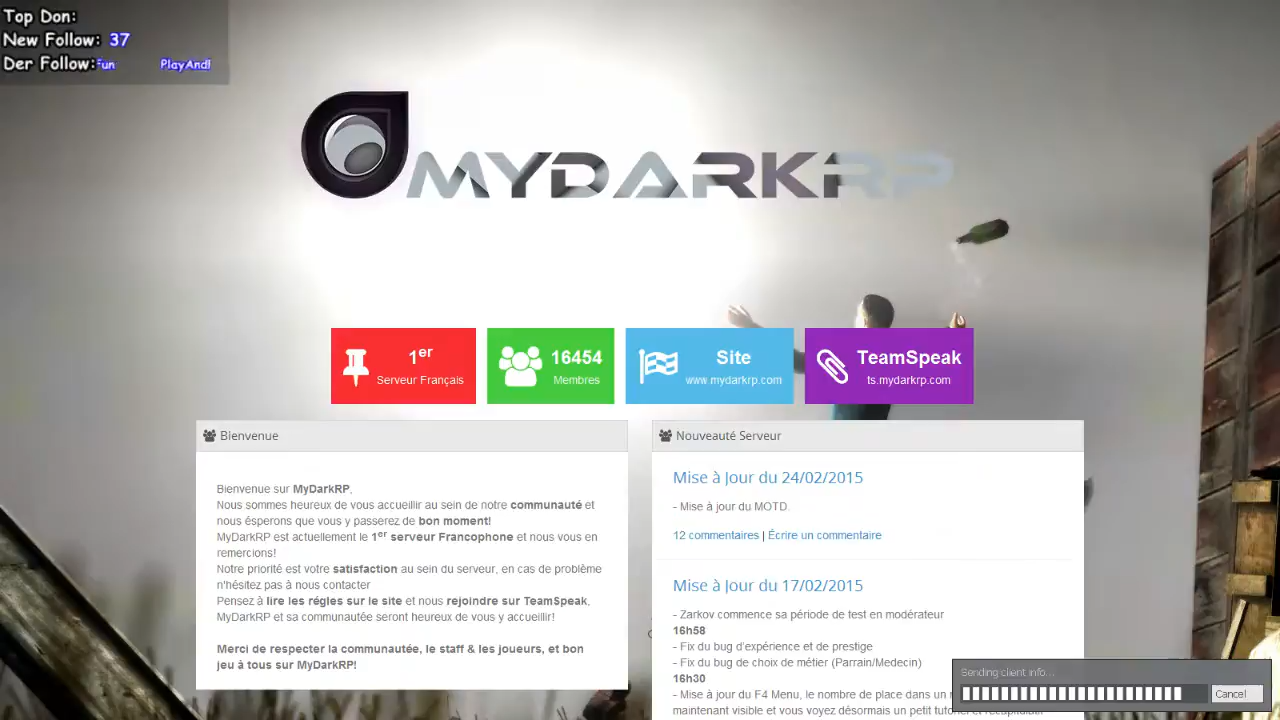 Top Don:
New Follow: 37
Der Follow: Fun PlayAndI
MYDARKRP
1er
Serveur Français
16454
Membres
Site
www.mydarkrp.com
TeamSpeak
ts.mydarkrp.com
Bienvenue
Bienvenue sur MyDarkRP,
Nous sommes heureux de vous accueillir au sein de notre communauté et
nous ésperons que vous y passerez de bon moment!
MyDarkRP est actuellement le 1er serveur Francophone et nous vous en
remercions!
Notre priorité est votre satisfaction au sein du serveur, en cas de problème
n'hésitez pas à nous contacter
Pensez à lire les régles sur le site et nous rejoindre sur TeamSpeak,
MyDarkRP et sa communautée seront heureux de vous y accueillir!
Merci de respecter la communautée, le staff & les joueurs, et bon
jeu à tous sur MyDarkRP!
Nouveauté Serveur
Mise à Jour du 24/02/2015
- Mise à jour du MOTD.
12 commentaires | Écrire un commentaire
Mise à Jour du 17/02/2015
- Zarkov commence sa période de test en modérateur
16h58
- Fix du bug d'expérience et de prestige
- Fix du bug de choix de métier (Parrain/Medecin)
16h30
- Mise à jour du F4 Menu, le nombre de place dans un
maintenant visible et vous voyez désormais un petit
Sending client info...
Cancel